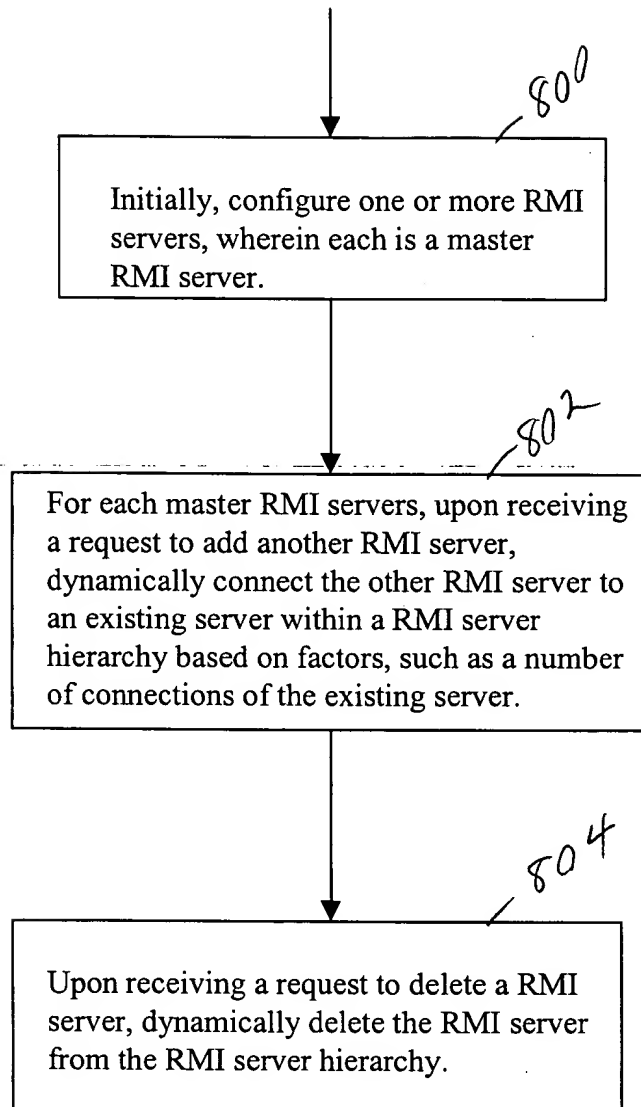 800
Initially, configure one or more RMI
servers, wherein each is a master
RMI server.
802
For each master RMI servers, upon receiving
a request to add another RMI server,
dynamically connect the other RMI server to
an existing server within a RMI server
hierarchy based on factors, such as a number
of connections of the existing server.
804
Upon receiving a request to delete a RMI
server, dynamically delete the RMI server
from the RMI server hierarchy.